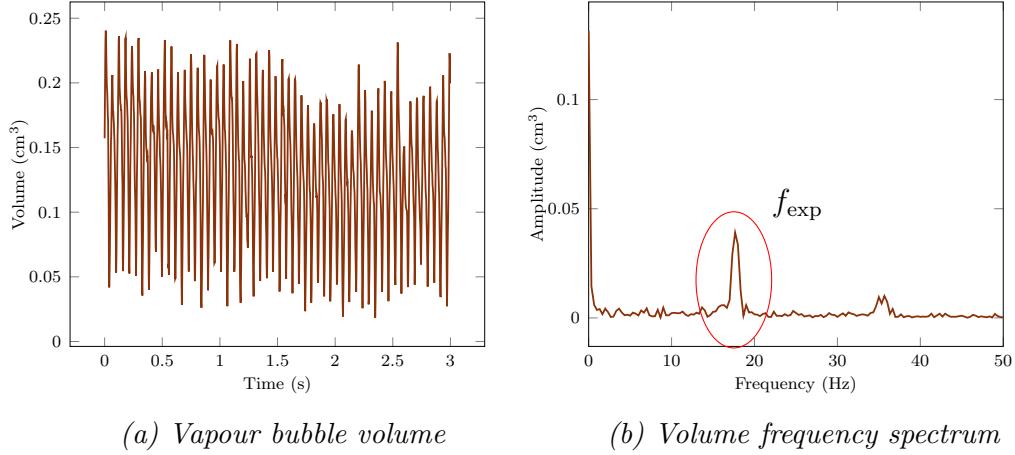 0.25
0.2
0.15
0.1
0.05
0
Volume (cm³)
0 0.5 1 1.5 2 2.5 3
Time (s)
(a) Vapour bubble volume
0.1
0.05
0
Amplitude (cm³)
f_exp
0 10 20 30 40 50
Frequency (Hz)
(b) Volume frequency spectrum